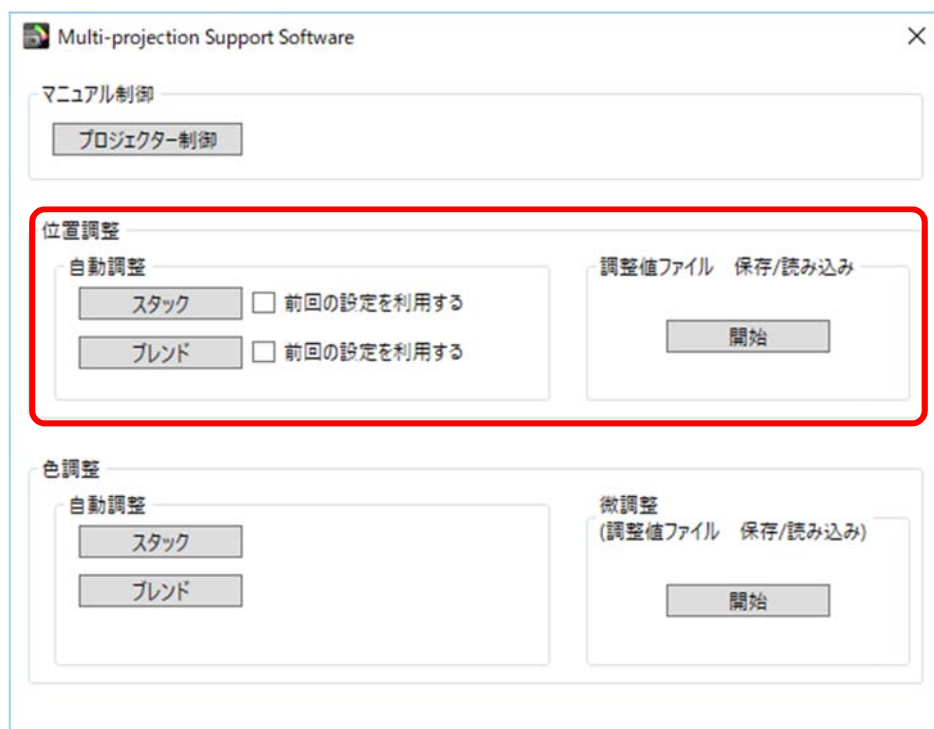 Multi-projection Support Software
マニュアル制御
プロジェクター制御
位置調整
自動調整
スタック
前回の設定を利用する
ブレンド
前回の設定を利用する
調整値ファイル　保存/読み込み
開始
色調整
自動調整
スタック
ブレンド
微調整
(調整値ファイル　保存/読み込み)
開始